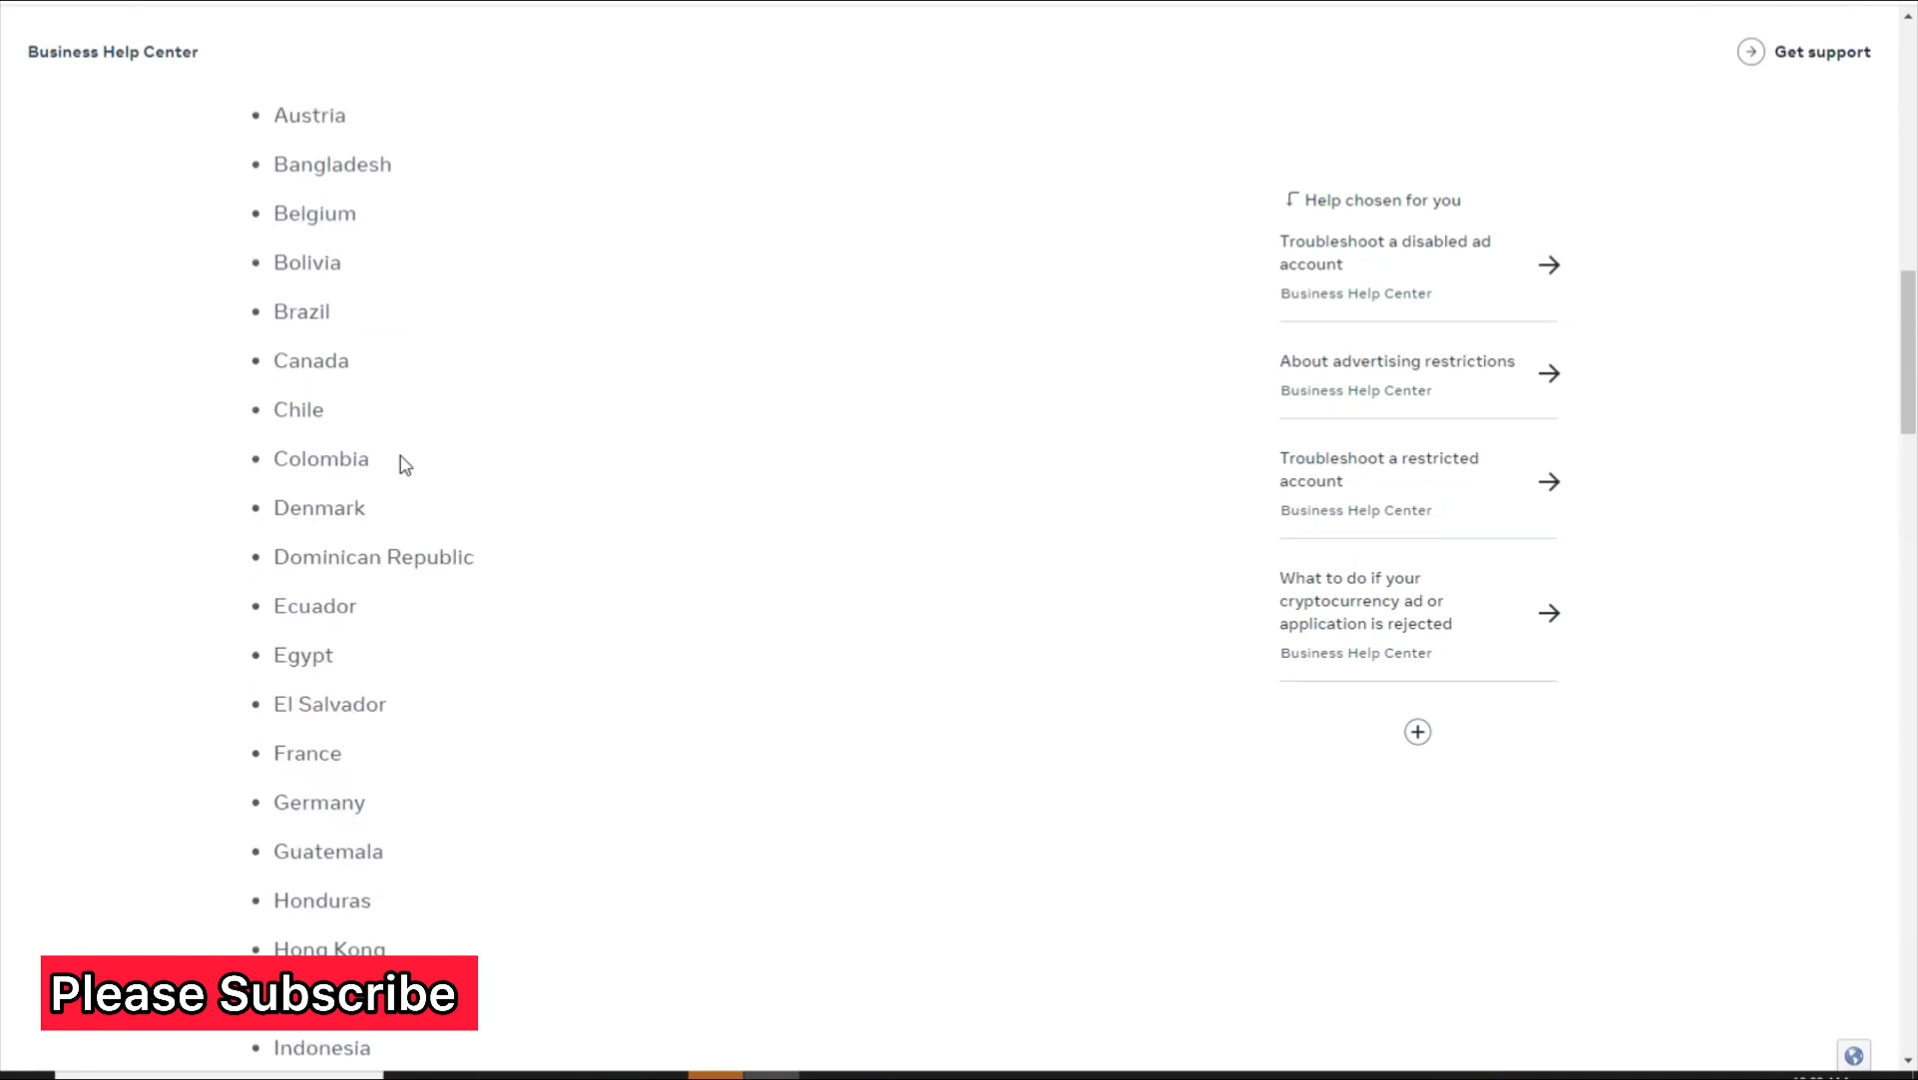 Business Help Center
Get support
Austria
Bangladesh
Belgium
Bolivia
Brazil
Canada
Chile
Colombia
Denmark
Dominican Republic
Ecuador
Egypt
El Salvador
France
Germany
Guatemala
Honduras
Hong Kong
Please Subscribe
Indonesia
Help chosen for you
Troubleshoot a disabled ad
account
Business Help Center
About advertising restrictions
Business Help Center
Troubleshoot a restricted
account
Business Help Center
What to do if your
cryptocurrency ad or
application is rejected
Business Help Center